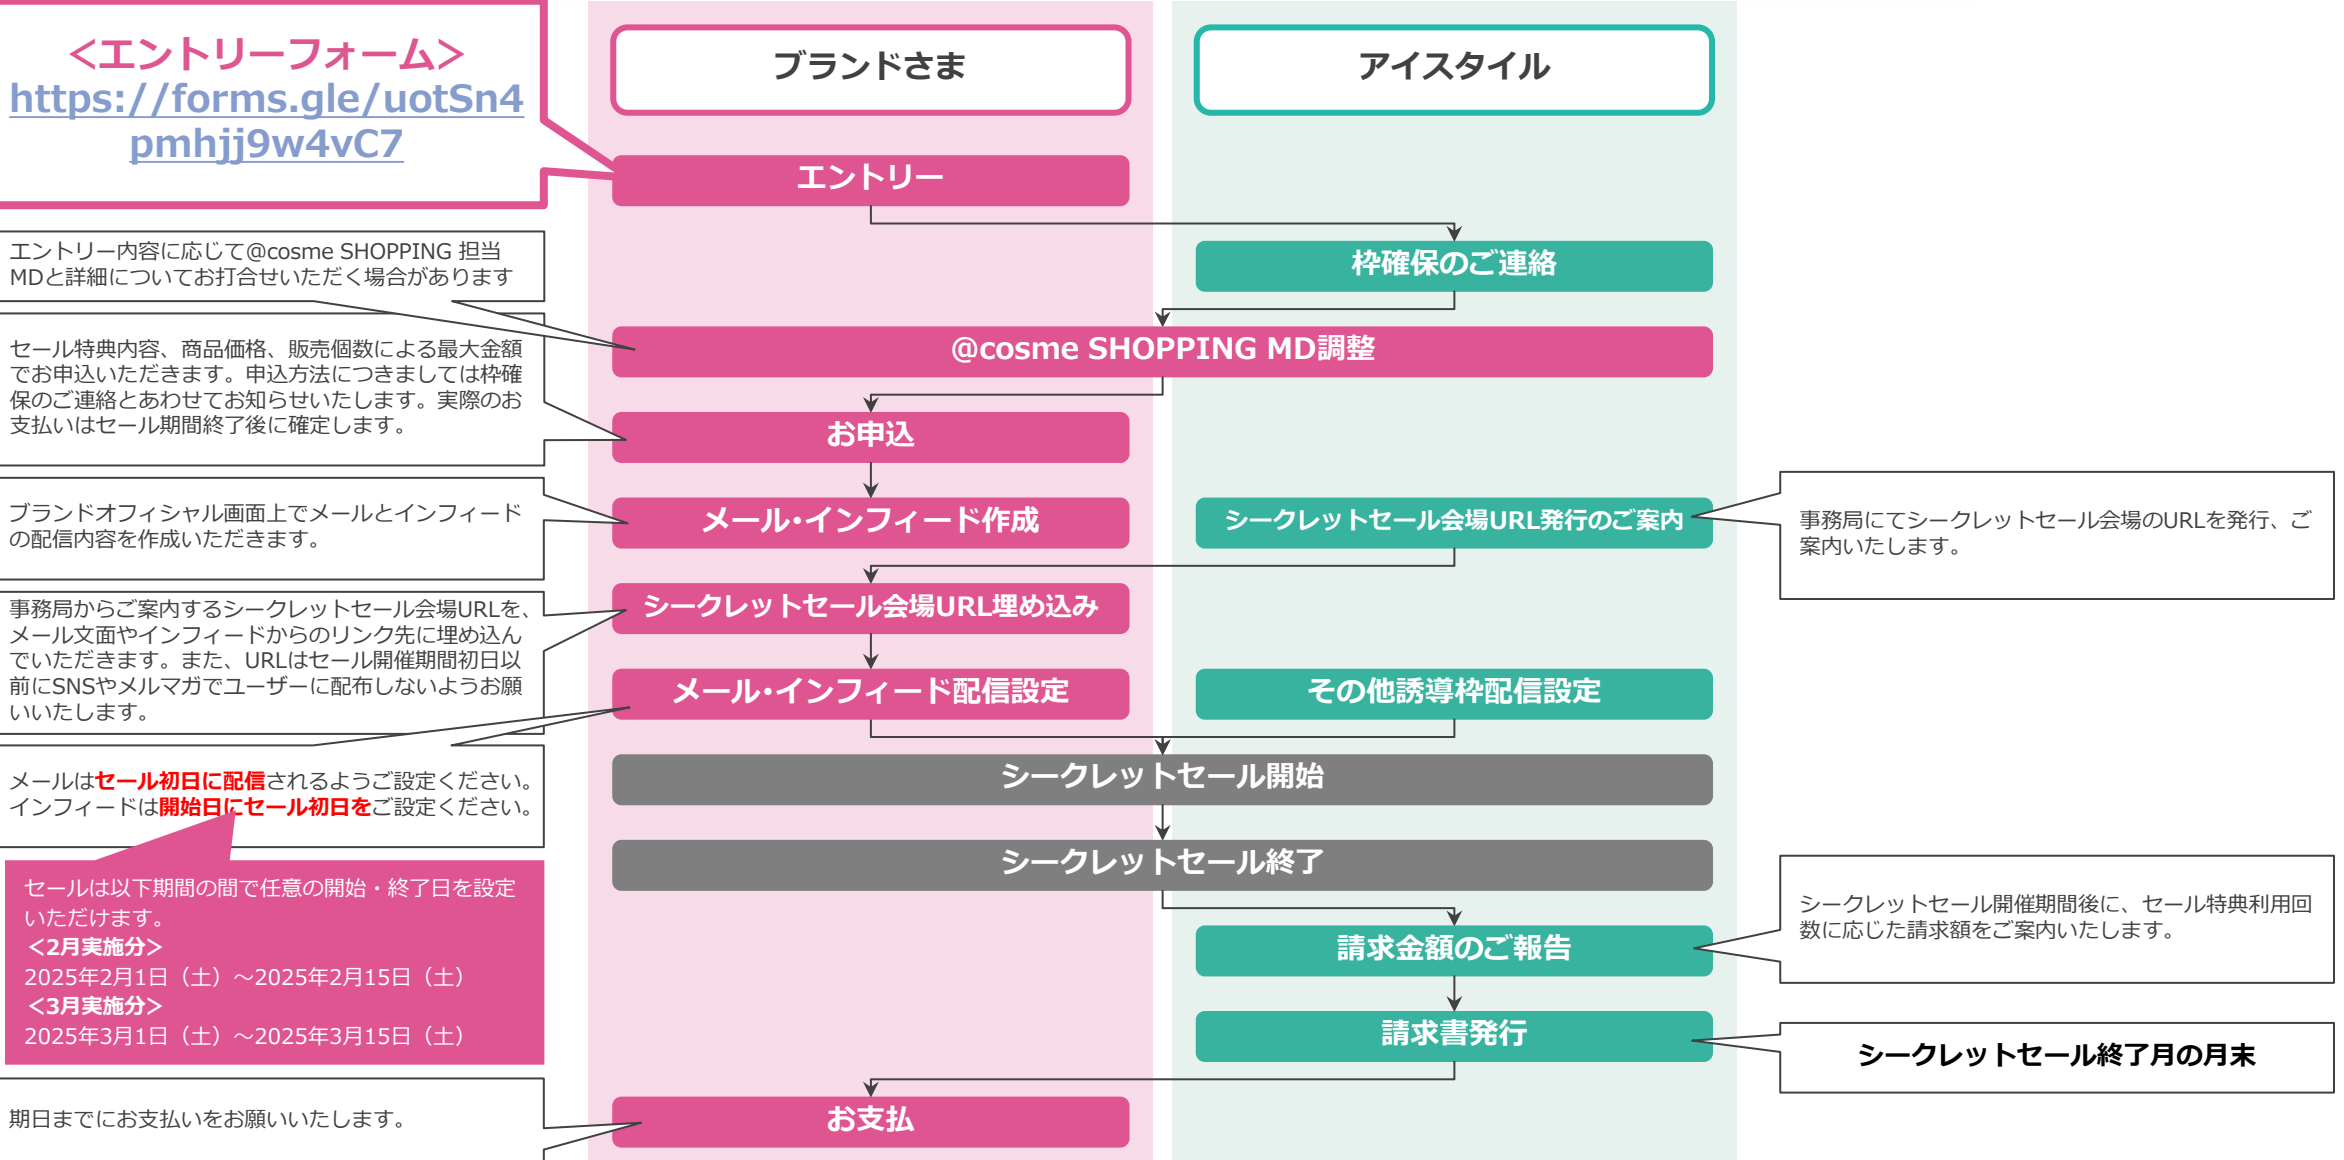 ＜エントリーフォーム＞
https://forms.gle/uotSn4
pmhjj9w4vC7
ブランドさま
アイスタイル
エントリー
エントリー内容に応じて@cosme SHOPPING 担当
MDと詳細についてお打合せいただく場合があります
枠確保のご連絡
@cosme SHOPPING MD調整
セール特典内容、商品価格、販売個数による最大金額
でお申込いただきます。申込方法につきましては枠確
保のご連絡とあわせてお知らせいたします。実際のお
支払いはセール期間終了後に確定します。
お申込
ブランドオフィシャル画面上でメールとインフィード
の配信内容を作成いただきます。
メール・インフィード作成
シークレットセール会場URL発行のご案内
事務局にてシークレットセール会場のURLを発行、ご
案内いたします。
事務局からご案内するシークレットセール会場URLを、
メール文面やインフィードからのリンク先に埋め込ん
でいただきます。また、URLはセール開催期間初日以
前にSNSやメルマガでユーザーに配布しないようお願
いいたします。
シークレットセール会場URL埋め込み
メール・インフィード配信設定
その他誘導枠配信設定
メールはセール初日に配信されるようご設定ください。
インフィードは開始日にセール初日をご設定ください。
シークレットセール開始
シークレットセール終了
セールは以下期間の間で任意の開始・終了日を設定
いただけます。
＜2月実施分＞
2025年2月1日（土）～2025年2月15日（土）
＜3月実施分＞
2025年3月1日（土）～2025年3月15日（土）
請求金額のご報告
シークレットセール開催期間後に、セール特典利用回
数に応じた請求額をご案内いたします。
請求書発行
シークレットセール終了月の月末
期日までにお支払いをお願いいたします。
お支払